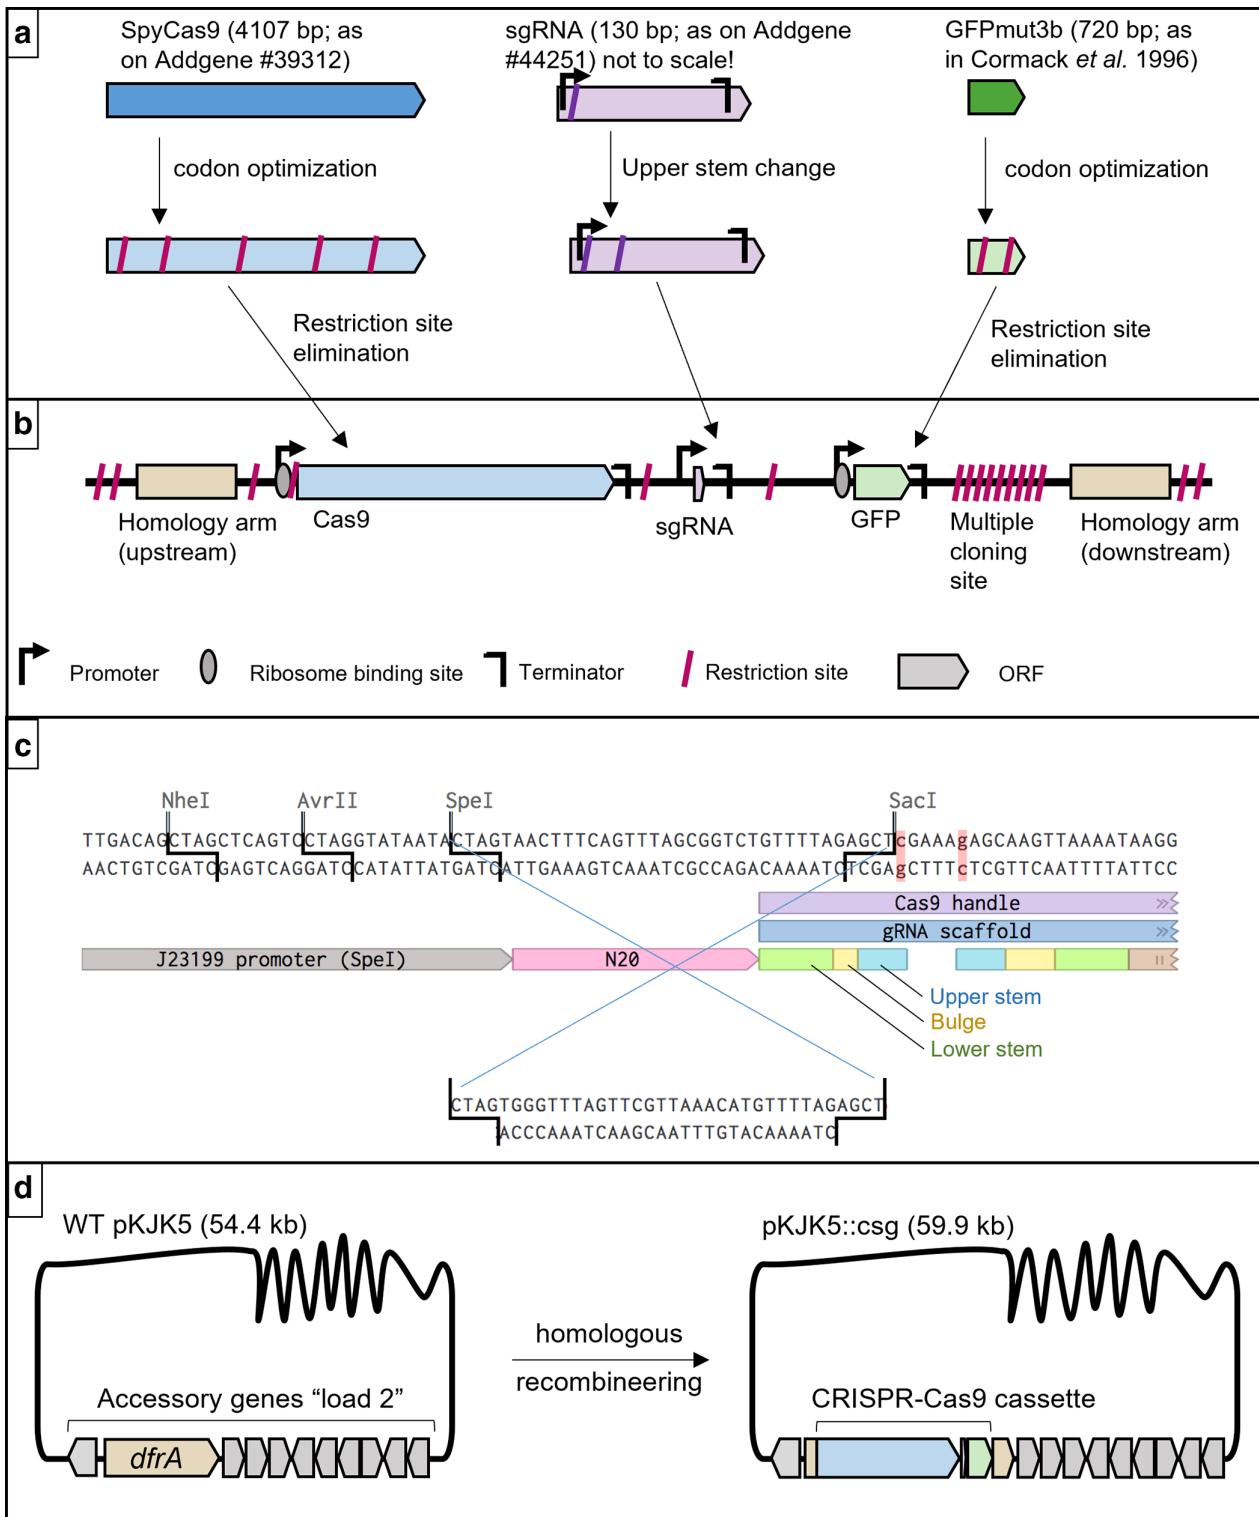 a
SpyCas9 (4107 bp; as
on Addgene #39312)
sgRNA (130 bp; as on Addgene
#44251) not to scale!
GFPmut3b (720 bp; as
in Cormack et al. 1996)
codon optimization
Upper stem change
codon optimization
Restriction site
elimination
Restriction site
elimination
b
Homology arm
(upstream)
Cas9
sgRNA
GFP
Multiple
cloning
site
Homology arm
(downstream)
Promoter
Ribosome binding site
Terminator
Restriction site
ORF
c
NheI AvrII SpeI SacI
TTGACAGCTAGCTCAGTCCTAGGTATAATACTAGTAACTTTCAGTTTAGCGGTCTGTTTTAGAGCTcGAAAgAGCAAGTTAAAATAAGG
AACTGTCGATCGAGTCAGGATCCATATTATGATCATTGAAAGTCAAATCGCCAGACAAAATCTCGAgCTTTcTCGTTCAATTTTATTCC
Cas9 handle
gRNA scaffold
J23199 promoter (SpeI) N20
Upper stem
Bulge
Lower stem
CTAGTGGGTTTAGTTCGTTAAACATGTTTTAGAGCT
ACCCAAATCAAGCAATTTGTACAAAATC
d
WT pKJK5 (54.4 kb)
pKJK5::csg (59.9 kb)
homologous
recombineering
Accessory genes “load 2”
CRISPR-Cas9 cassette
dfrA